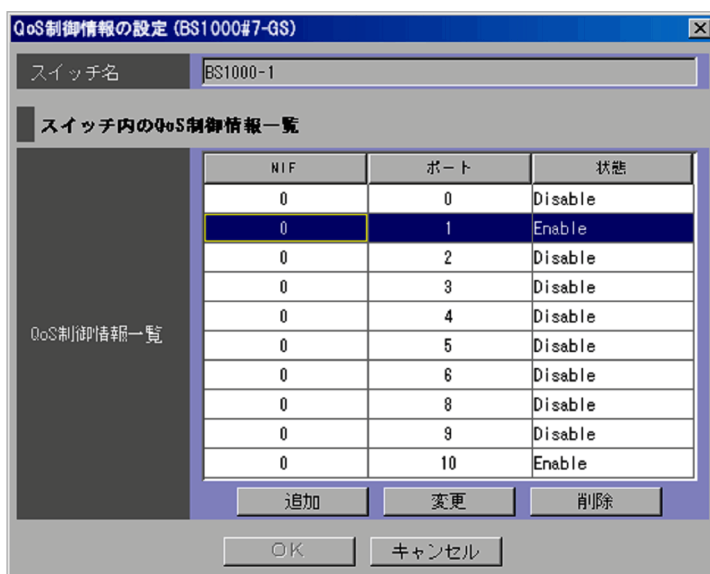 QoS制御情報の設定 (BS1000#7-GS)
スイッチ名 BS1000-1
スイッチ内のQoS制御情報一覧
QoS制御情報一覧
NIF ポート 状態
0 0 Disable
0 1 Enable
0 2 Disable
0 3 Disable
0 4 Disable
0 5 Disable
0 6 Disable
0 8 Disable
0 9 Disable
0 10 Enable
追加 変更 削除
OK キャンセル